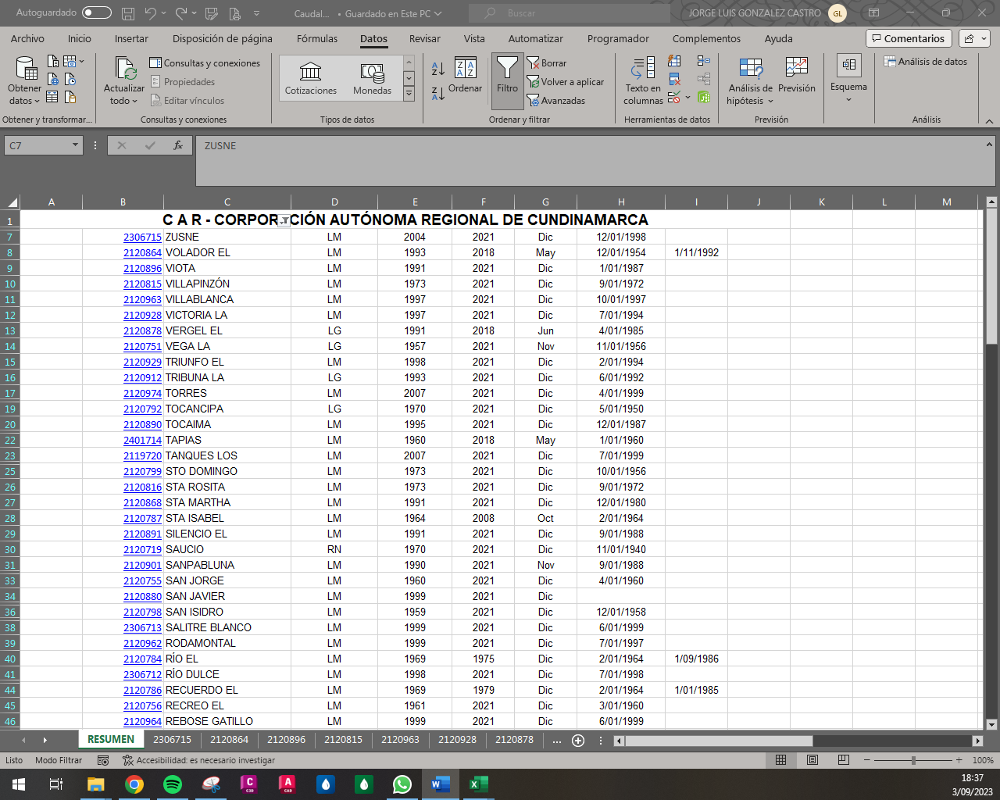 Autoguardado Caudal... • Guardado en Este PC Buscar JORGE LUIS GONZALEZ CASTRO GL
Archivo Inicio Insertar Disposición de página Fórmulas Datos Revisar Vista Automatizar Programador Complementos Ayuda Comentarios
Obtener datos
Actualizar todo
Consultas y conexiones
Propiedades
Editar vínculos
Cotizaciones Monedas
Ordenar Filtro
Borrar
Volver a aplicar
Avanzadas
Texto en columnas
Análisis de hipótesis
Previsión
Esquema
Análisis de datos
Obtener y transformar... Consultas y conexiones Tipos de datos Ordenar y filtrar Herramientas de datos Previsión Análisis
C7 fx ZUSNE
A B C D E F G H I J K L M
1 C A R - CORPORACIÓN AUTÓNOMA REGIONAL DE CUNDINAMARCA
7 2306715 ZUSNE LM 2004 2021 Dic 12/01/1998
8 2120864 VOLADOR EL LM 1993 2018 May 12/01/1954 1/11/1992
9 2120896 VIOTA LM 1991 2021 Dic 1/01/1987
10 2120815 VILLAPINZÓN LM 1973 2021 Dic 9/01/1972
11 2120963 VILLABLANCA LM 1997 2021 Dic 10/01/1997
12 2120928 VICTORIA LA LM 1997 2021 Dic 7/01/1994
13 2120878 VERGEL EL LG 1991 2018 Jun 4/01/1985
14 2120751 VEGA LA LG 1957 2021 Nov 11/01/1956
15 2120929 TRIUNFO EL LM 1998 2021 Dic 2/01/1994
16 2120912 TRIBUNA LA LG 1993 2021 Dic 6/01/1992
17 2120974 TORRES LM 2007 2021 Dic 4/01/1999
19 2120792 TOCANCIPA LG 1970 2021 Dic 5/01/1950
20 2120890 TOCAIMA LM 1995 2021 Dic 12/01/1987
22 2401714 TAPIAS LM 1960 2018 May 1/01/1960
23 2119720 TANQUES LOS LM 2007 2021 Dic 7/01/1999
25 2120799 STO DOMINGO LM 1973 2021 Dic 10/01/1956
26 2120816 STA ROSITA LM 1973 2021 Dic 9/01/1972
27 2120868 STA MARTHA LM 1991 2021 Dic 12/01/1980
28 2120787 STA ISABEL LM 1964 2008 Oct 2/01/1964
29 2120891 SILENCIO EL LM 1991 2021 Dic 9/01/1988
30 2120719 SAUCIO RN 1970 2021 Dic 11/01/1940
31 2120901 SANPABLUNA LM 1990 2021 Nov 9/01/1988
33 2120755 SAN JORGE LM 1960 2021 Dic 4/01/1960
34 2120880 SAN JAVIER LM 1999 2021 Dic
36 2120798 SAN ISIDRO LM 1959 2021 Dic 12/01/1958
38 2306713 SALITRE BLANCO LM 1999 2021 Dic 6/01/1999
39 2120962 RODAMONTAL LM 1999 2021 Dic 7/01/1997
40 2120784 RÍO EL LM 1969 1975 Dic 2/01/1964 1/09/1986
41 2306712 RÍO DULCE LM 1998 2021 Dic 7/01/1998
44 2120786 RECUERDO EL LM 1969 1979 Dic 2/01/1964 1/01/1985
45 2120756 RECREO EL LM 1961 2021 Dic 3/01/1960
46 2120964 REBOSE GATILLO LM 1999 2021 Dic 6/01/1999
RESUMEN 2306715 2120864 2120896 2120815 2120963 2120928 2120878 ...
Listo Modo Filtrar Accesibilidad: es necesario investigar 100%
18:37
3/09/2023